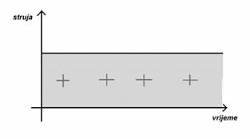 struja
+ + + +
vrijeme